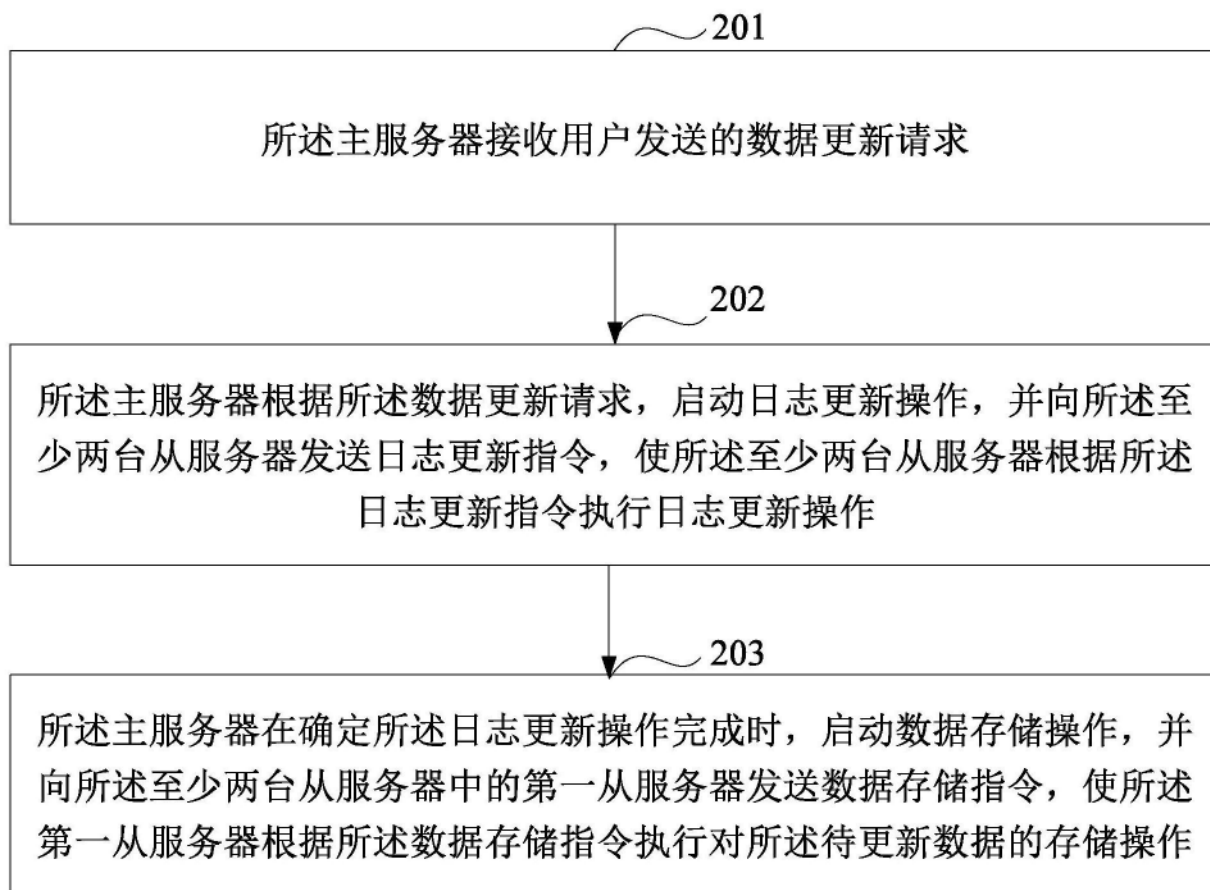 201
所述主服务器接收用户发送的数据更新请求
202
所述主服务器根据所述数据更新请求，启动日志更新操作，并向所述至
少两台从服务器发送日志更新指令，使所述至少两台从服务器根据所述
日志更新指令执行日志更新操作
203
所述主服务器在确定所述日志更新操作完成时，启动数据存储操作，并
向所述至少两台从服务器中的第一从服务器发送数据存储指令，使所述
第一从服务器根据所述数据存储指令执行对所述待更新数据的存储操作